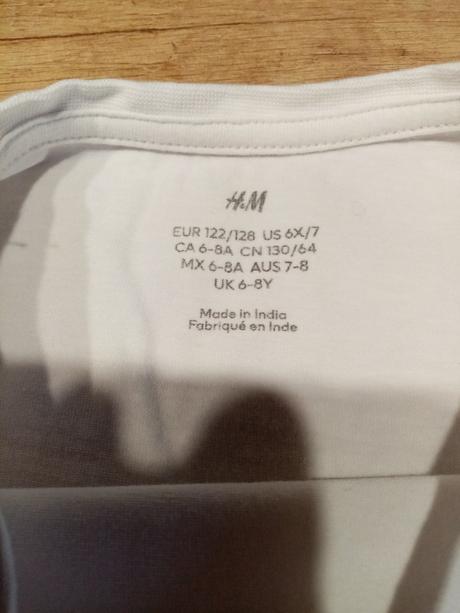 H&M
EUR 122/128 US 6X/7
CA 6-8A CN 130/64
MX 6-8A AUS 7-8
UK 6-8Y
Made in India
Fabriqué en Inde